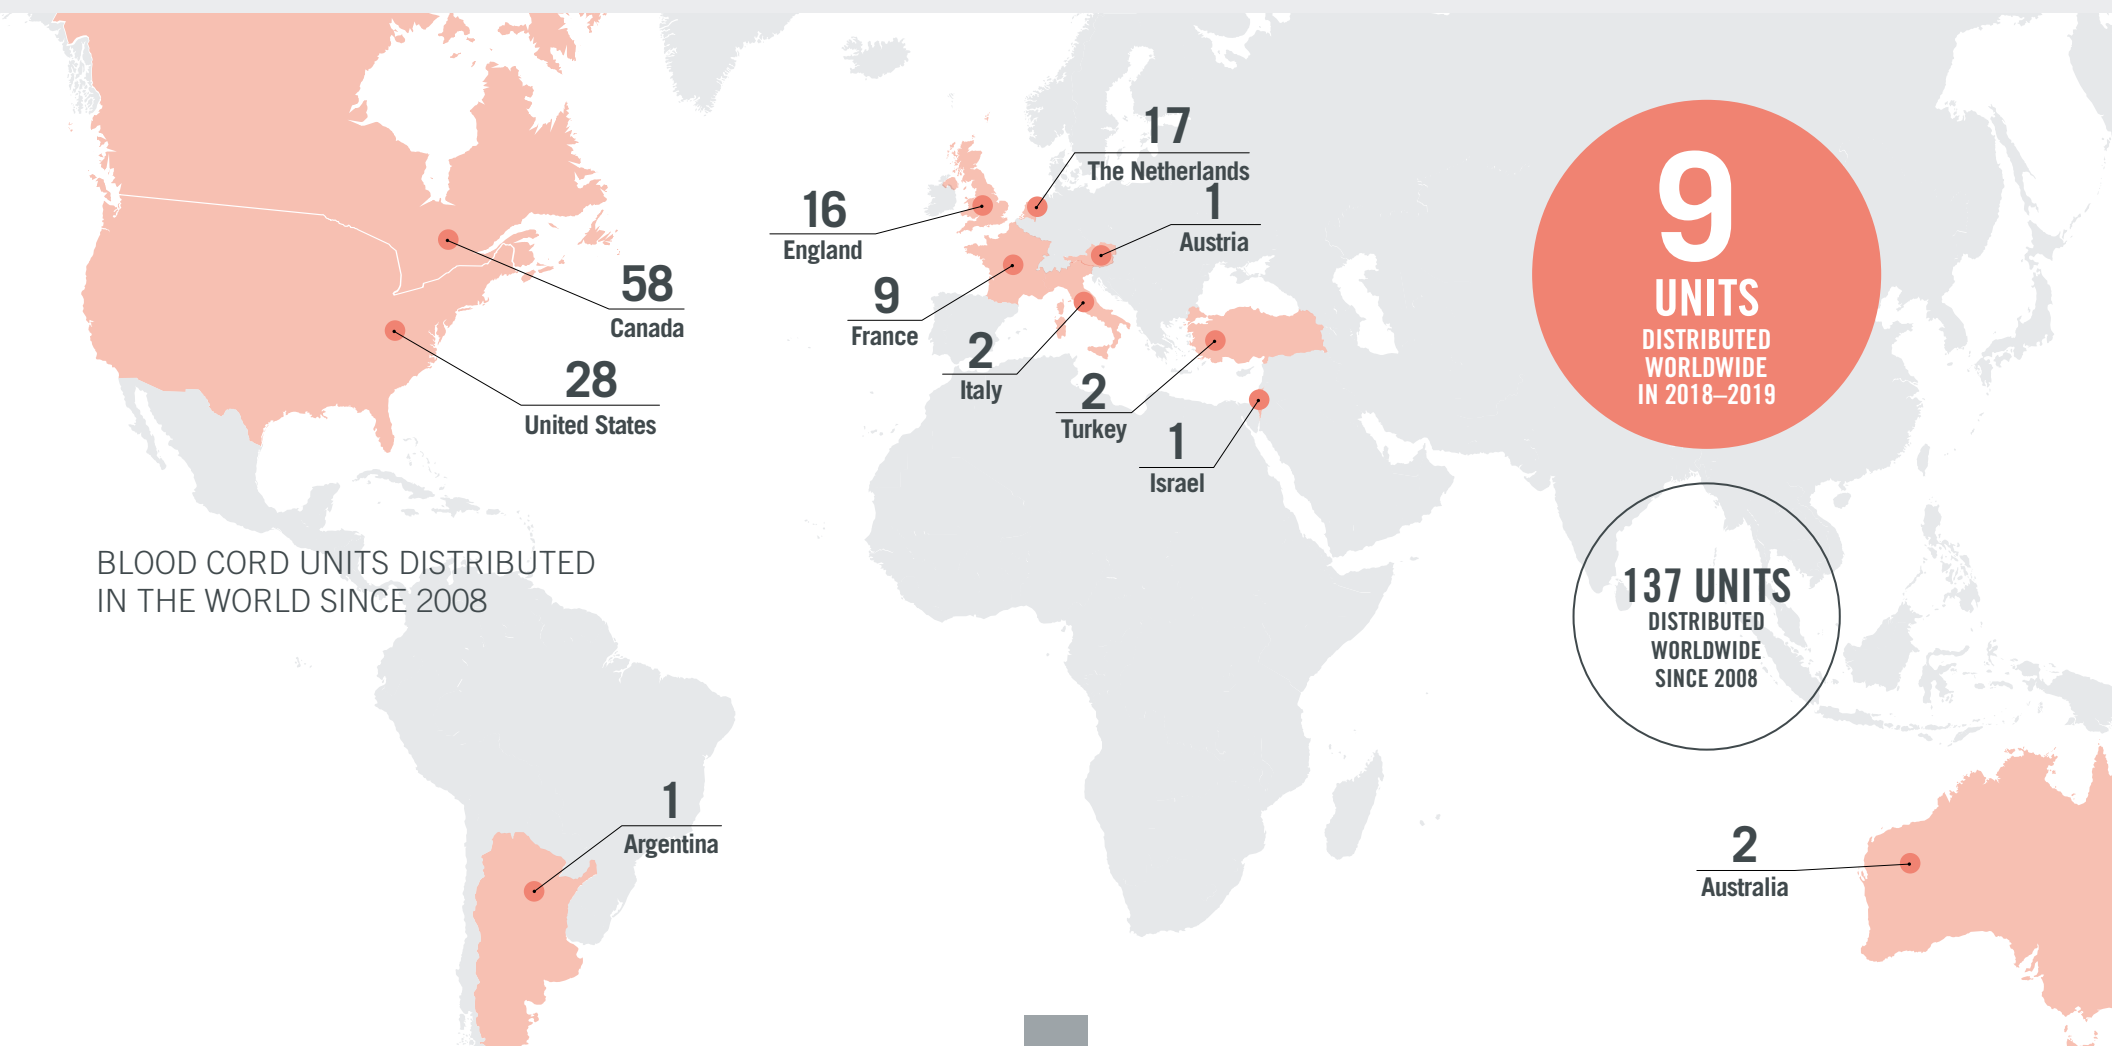 17
The Netherlands
1
Austria
16
England
9
France
58
Canada
28
United States
2
Italy
2
Turkey
1
Israel
9
UNITS
DISTRIBUTED
WORLDWIDE
IN 2018–2019
BLOOD CORD UNITS DISTRIBUTED
IN THE WORLD SINCE 2008
137 UNITS
DISTRIBUTED
WORLDWIDE
SINCE 2008
1
Argentina
2
Australia